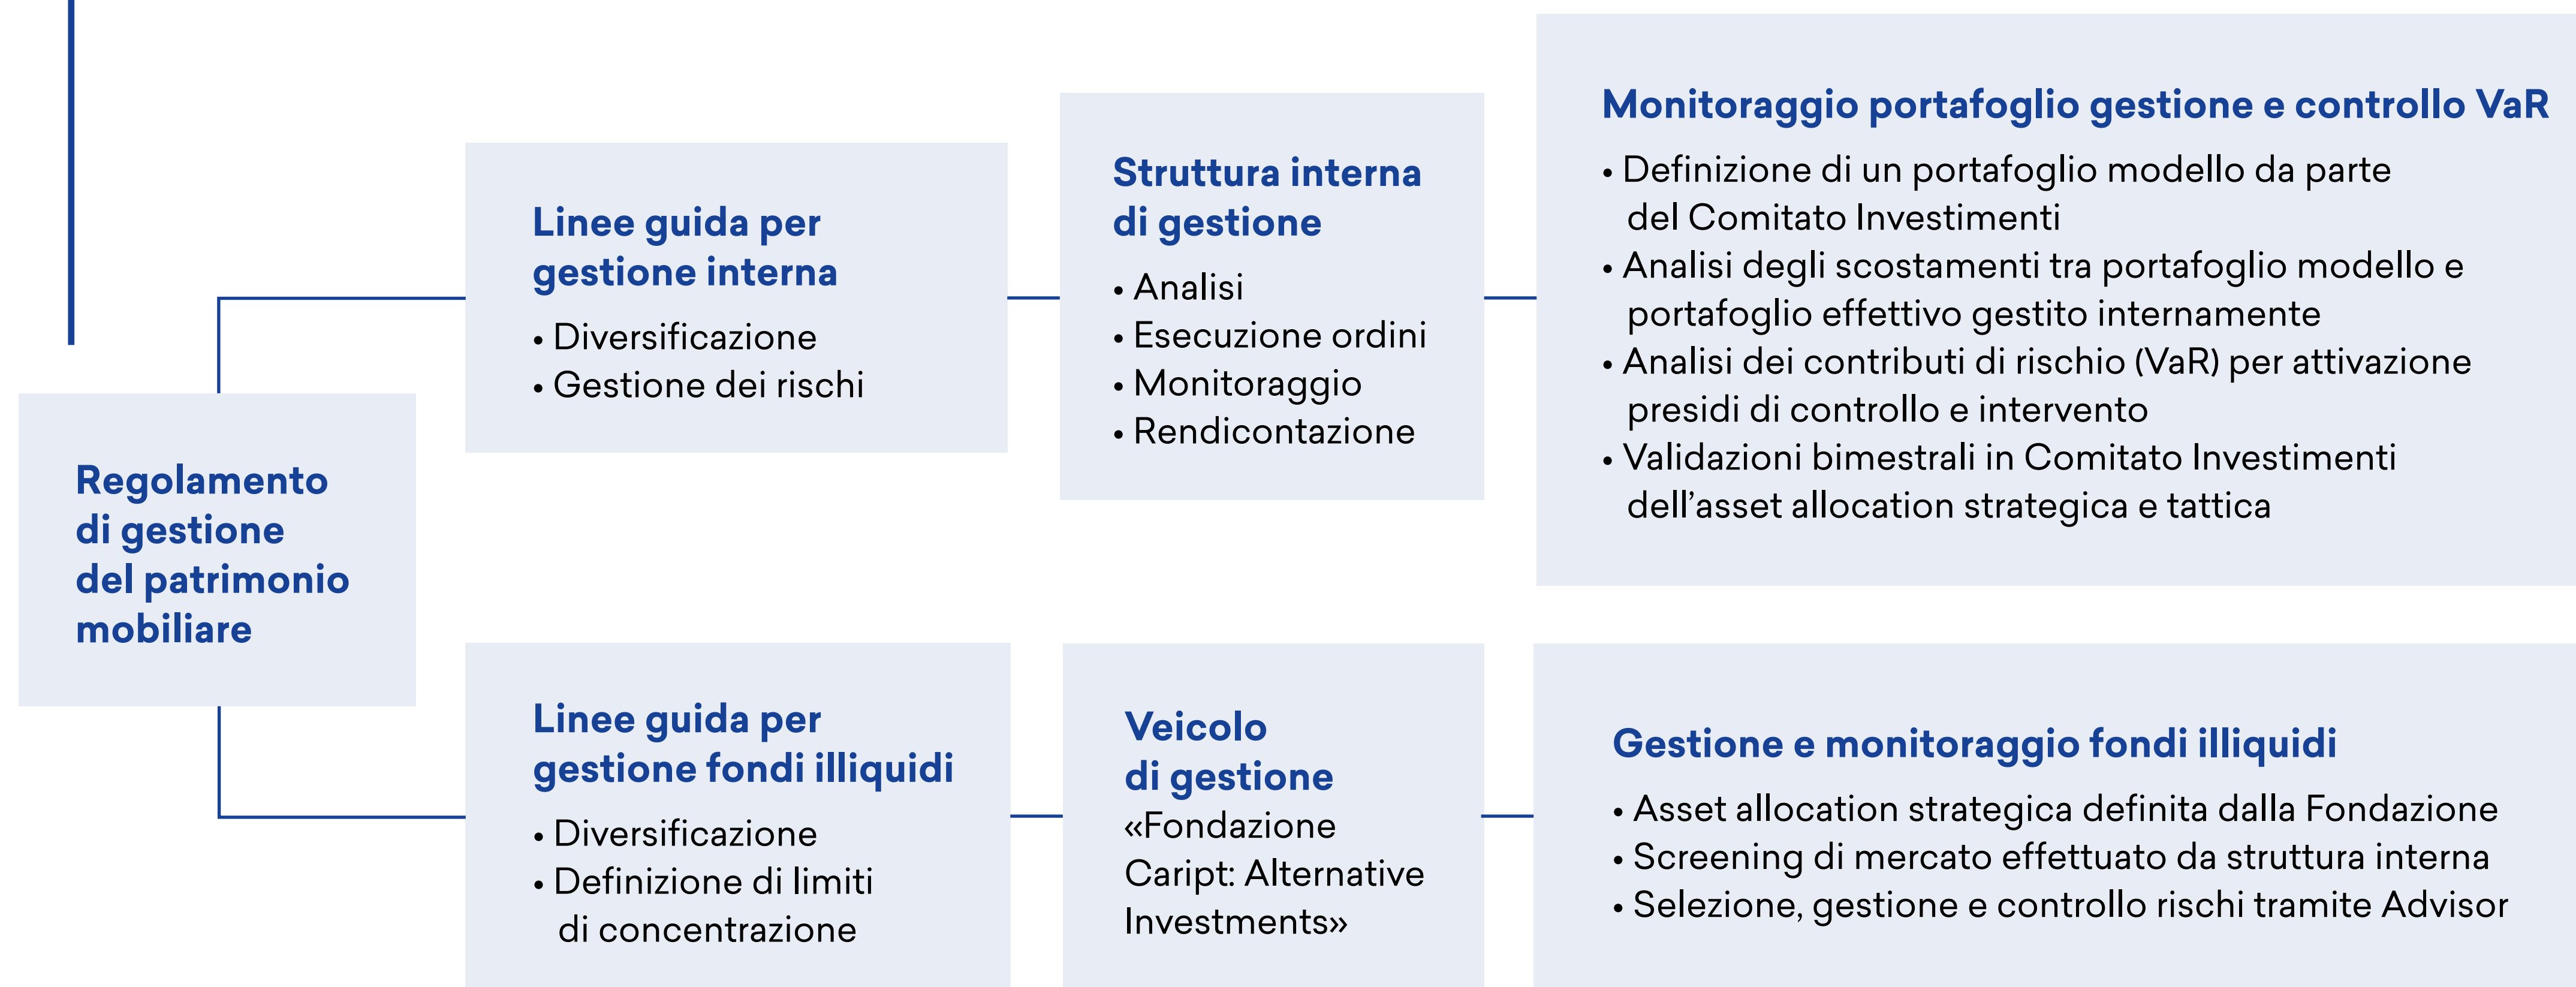 Regolamento
di gestione
del patrimonio
mobiliare
Linee guida per
gestione interna
• Diversificazione
• Gestione dei rischi
Struttura interna
di gestione
• Analisi
• Esecuzione ordini
• Monitoraggio
• Rendicontazione
Monitoraggio portafoglio gestione e controllo VaR
• Definizione di un portafoglio modello da parte
del Comitato Investimenti
• Analisi degli scostamenti tra portafoglio modello e
portafoglio effettivo gestito internamente
• Analisi dei contributi di rischio (VaR) per attivazione
presidi di controllo e intervento
• Validazioni bimestrali in Comitato Investimenti
dell’asset allocation strategica e tattica
Linee guida per
gestione fondi illiquidi
• Diversificazione
• Definizione di limiti
di concentrazione
Veicolo
di gestione
«Fondazione
Caript: Alternative
Investments»
Gestione e monitoraggio fondi illiquidi
• Asset allocation strategica definita dalla Fondazione
• Screening di mercato effettuato da struttura interna
• Selezione, gestione e controllo rischi tramite Advisor